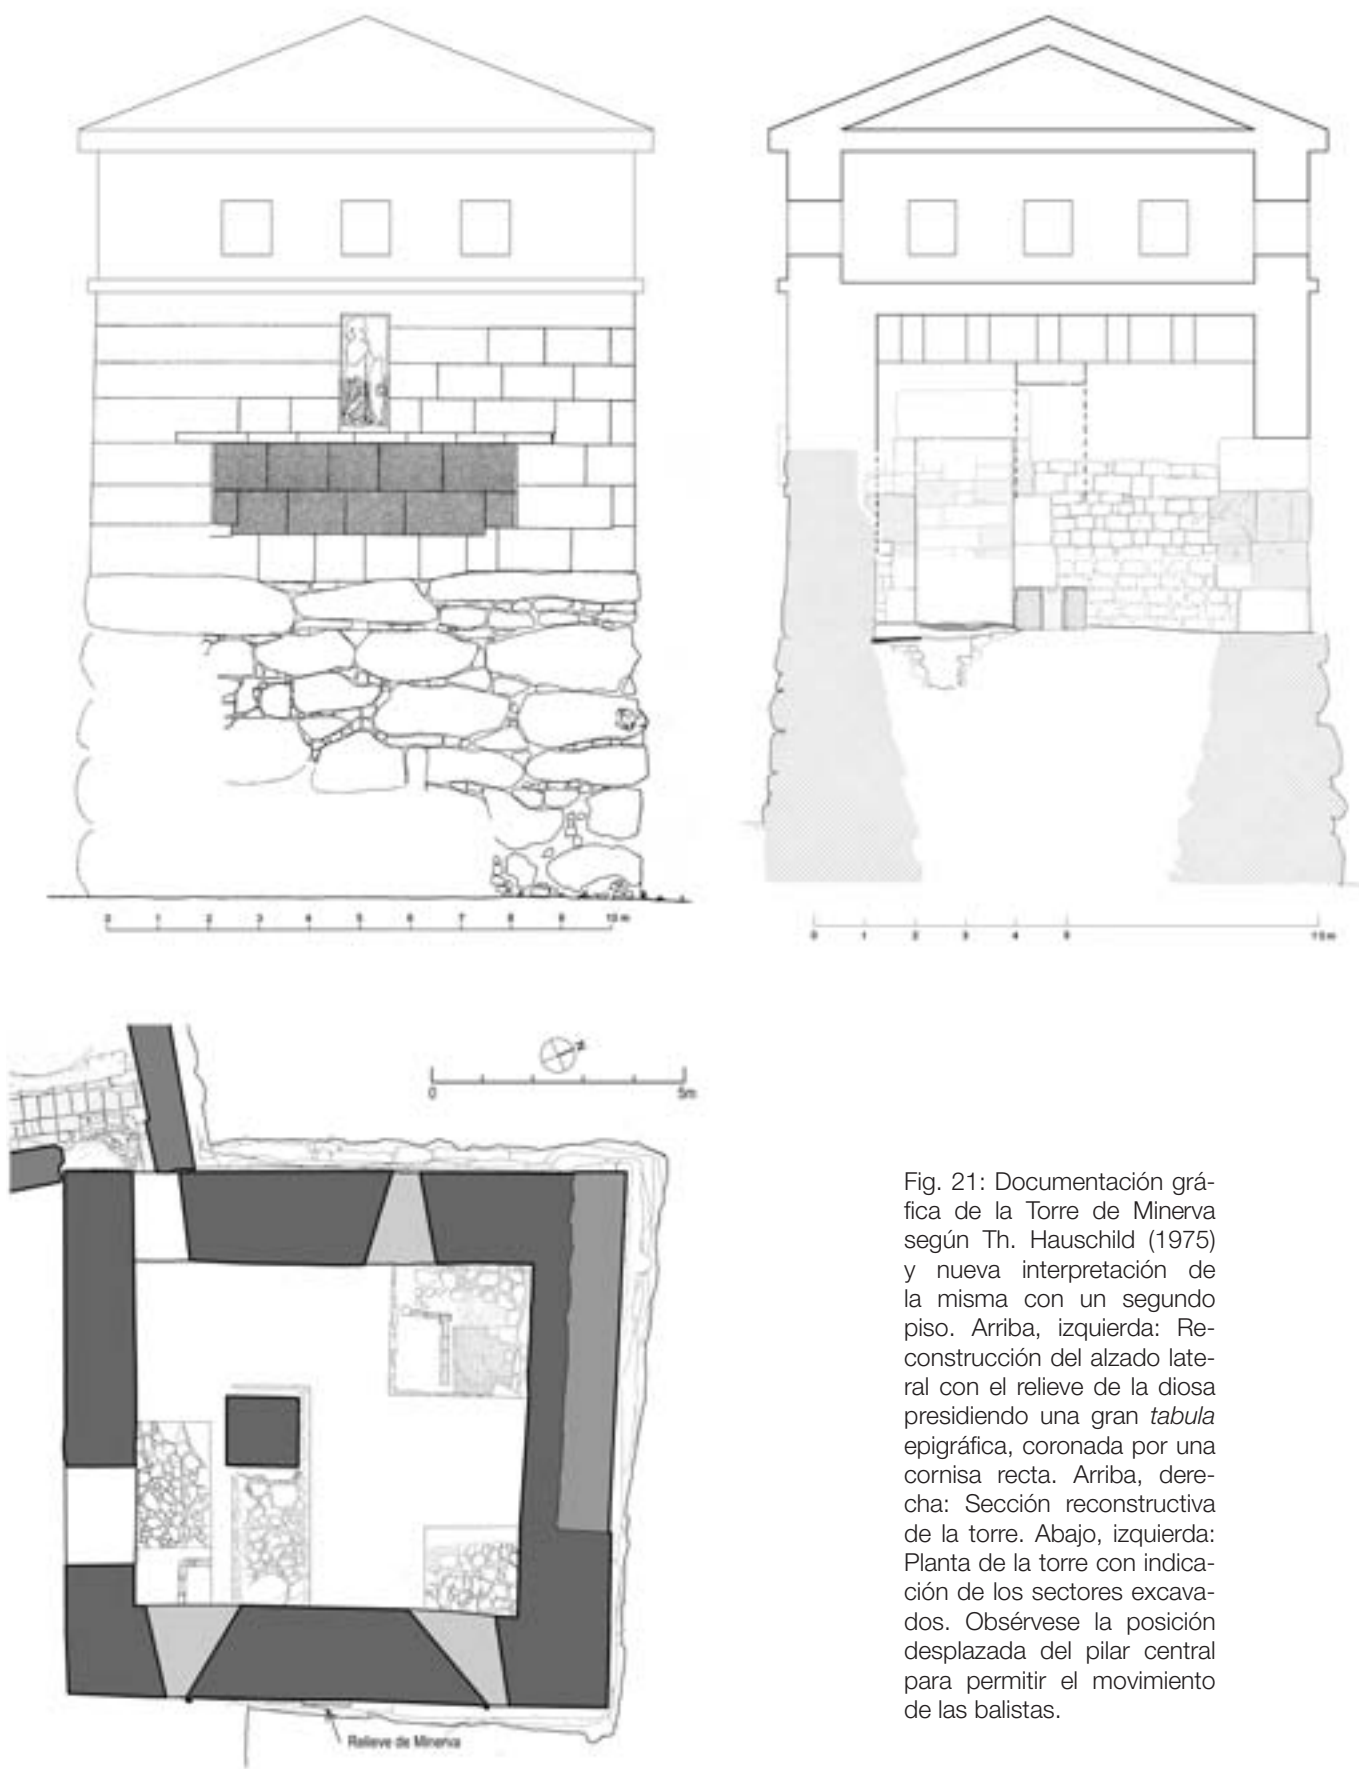 0 1 2 3 4 5 6 7 8 9 10 m
0 1 2 3 4 5 10m
N
0 5m
Relieve de Minerva
Fig. 21: Documentación grá-
fica de la Torre de Minerva
según Th. Hauschild (1975)
y nueva interpretación de
la misma con un segundo
piso. Arriba, izquierda: Re-
construcción del alzado late-
ral con el relieve de la diosa
presidiendo una gran tabula
epigráfica, coronada por una
cornisa recta. Arriba, dere-
cha: Sección reconstructiva
de la torre. Abajo, izquierda:
Planta de la torre con indica-
ción de los sectores excava-
dos. Obsérvese la posición
desplazada del pilar central
para permitir el movimiento
de las balistas.